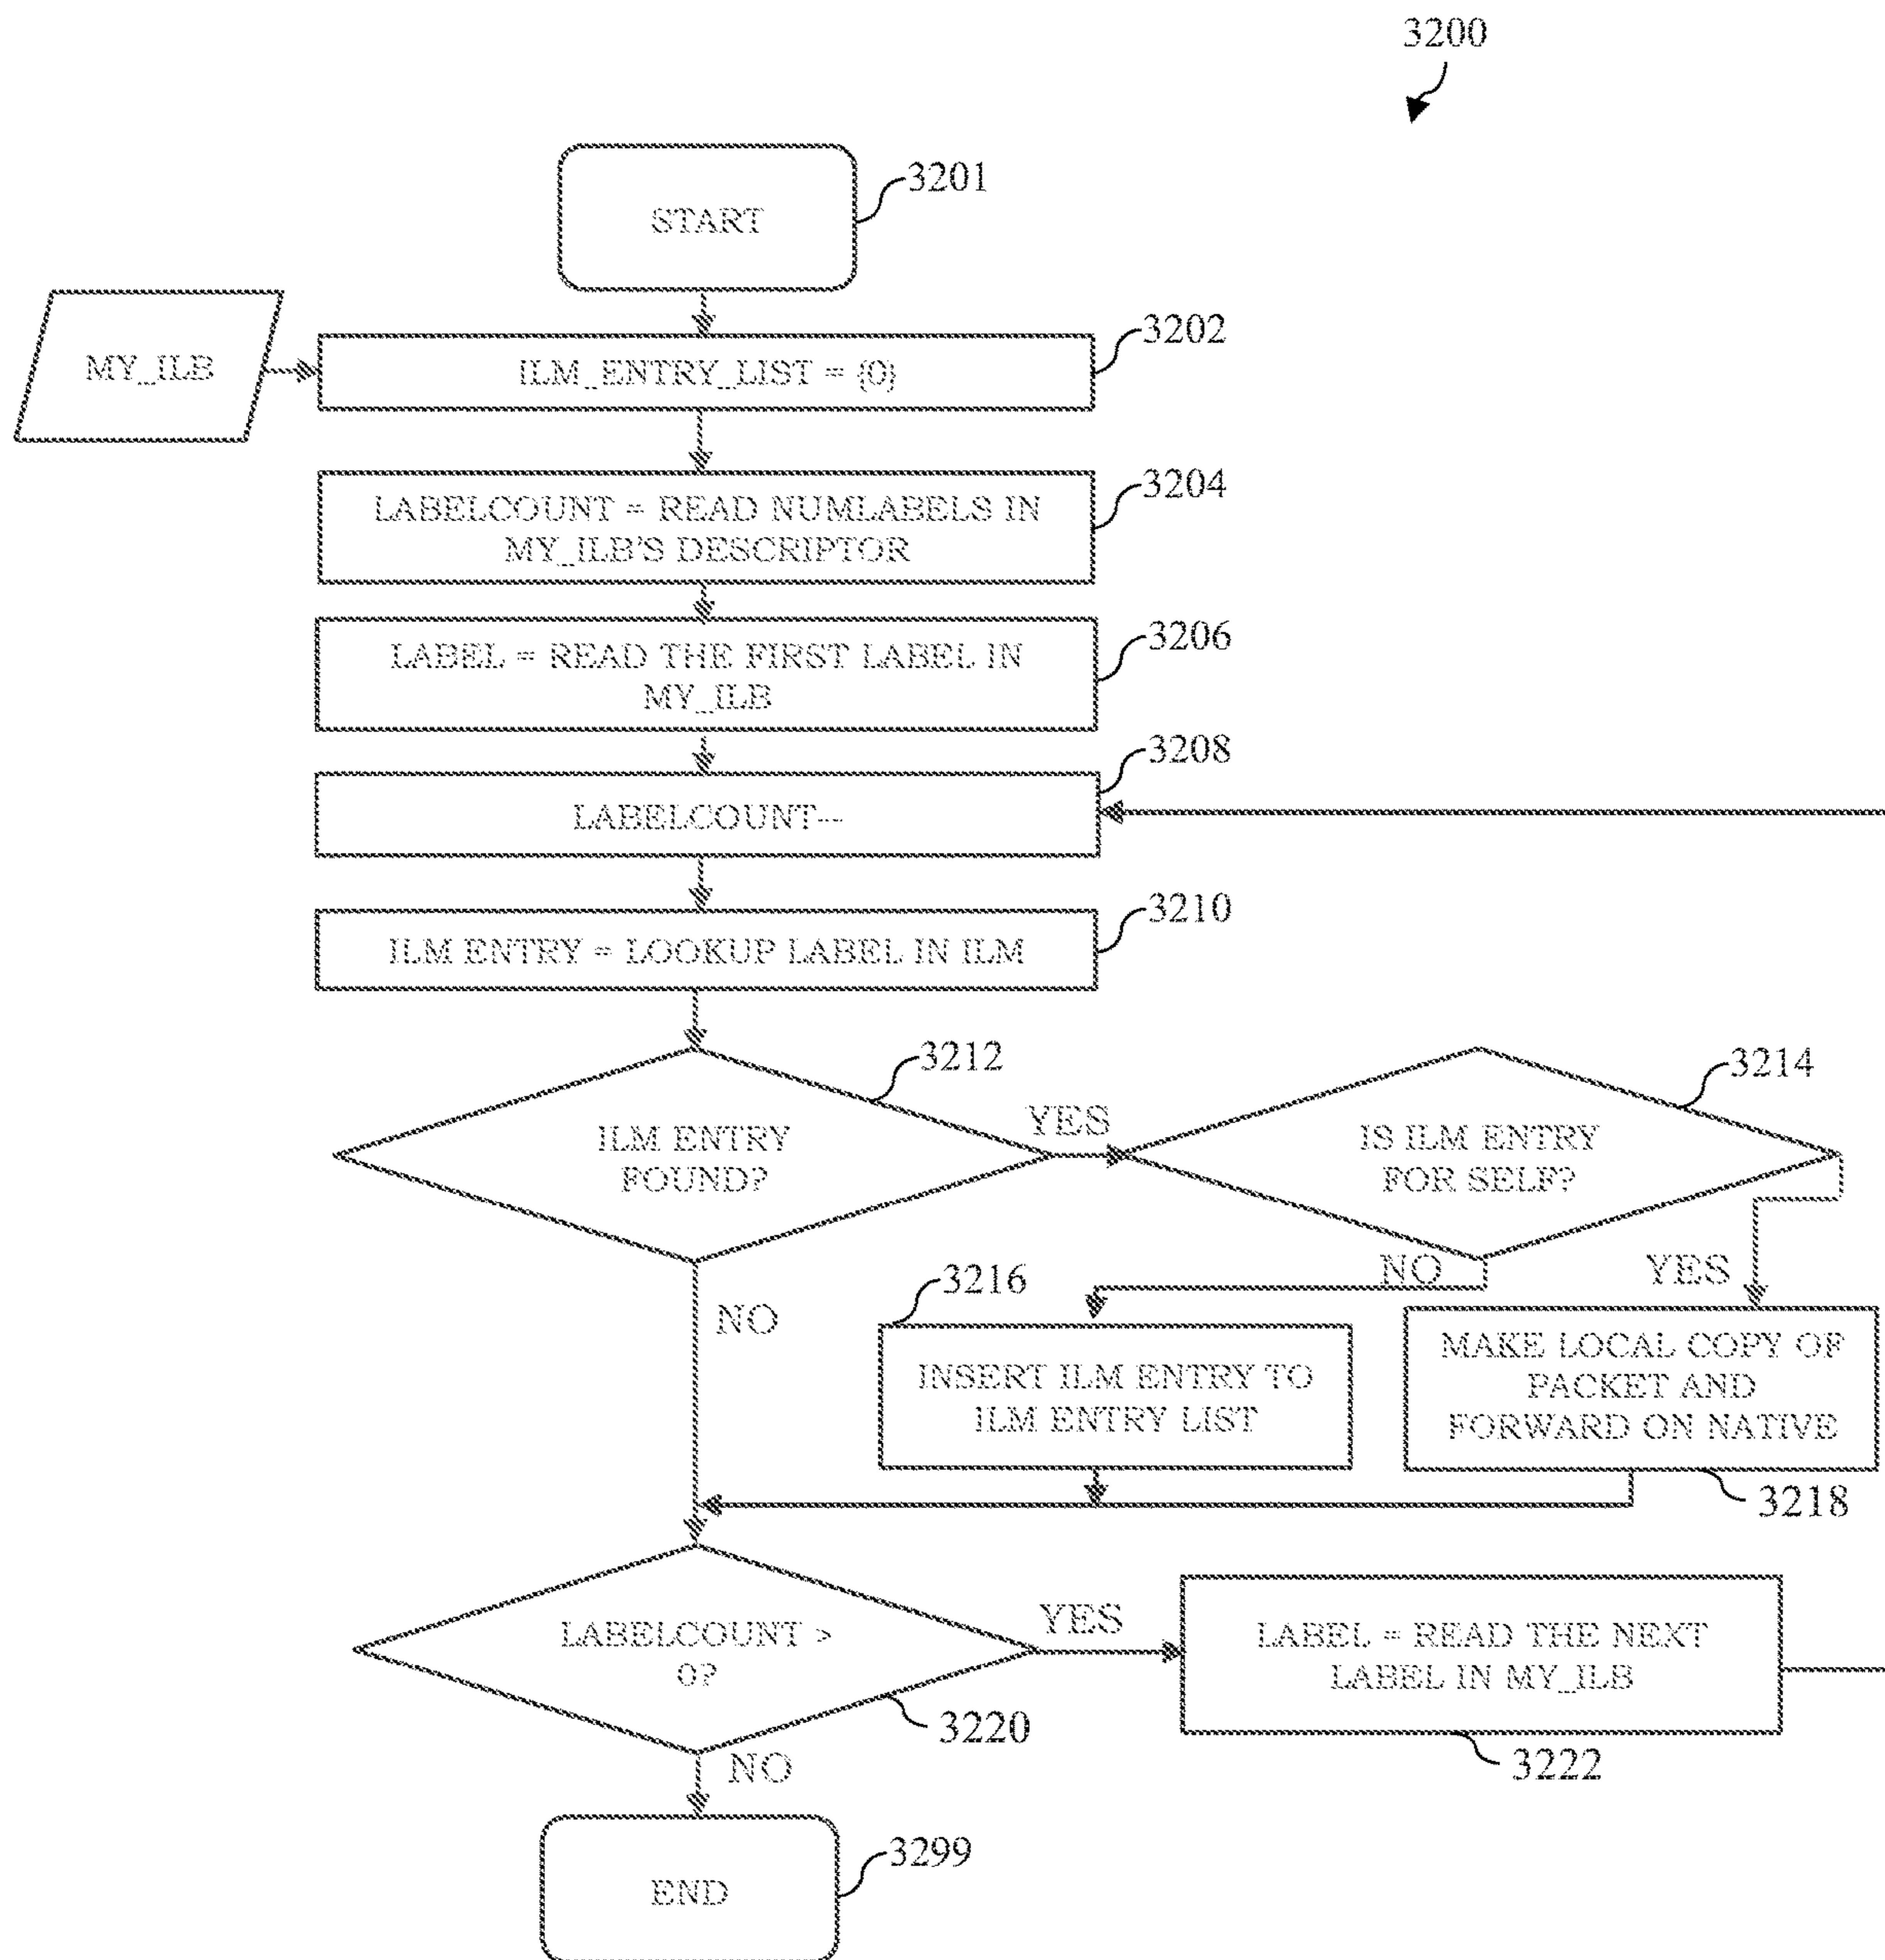 3200
3201
START
MY_ILB
3202
ILM_ENTRY_LIST = {0}
3204
LABELCOUNT = READ NUMLABELS IN
MY_ILB'S DESCRIPTOR
3206
LABEL = READ THE FIRST LABEL IN
MY_ILB
3208
LABELCOUNT--
3210
ILM ENTRY = LOOKUP LABEL IN ILM
3212
ILM ENTRY
FOUND?
YES
3214
IS ILM ENTRY
FOR SELF?
NO
YES
NO
3216
INSERT ILM ENTRY TO
ILM ENTRY LIST
MAKE LOCAL COPY OF
PACKET AND
FORWARD ON NATIVE
3218
LABELCOUNT >
0?
YES
3220
LABEL = READ THE NEXT
LABEL IN MY_ILB
3222
NO
END
3299